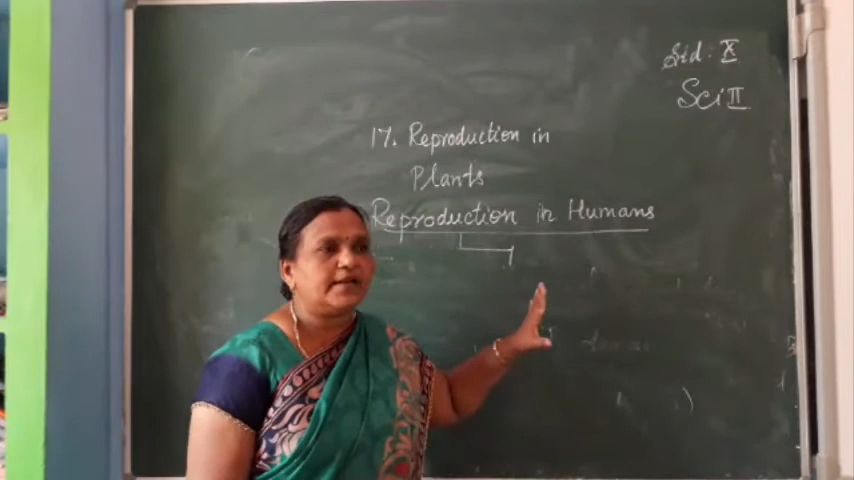 Std: X
Sci II
17. Reproduction in
Plants
Reproduction in Humans